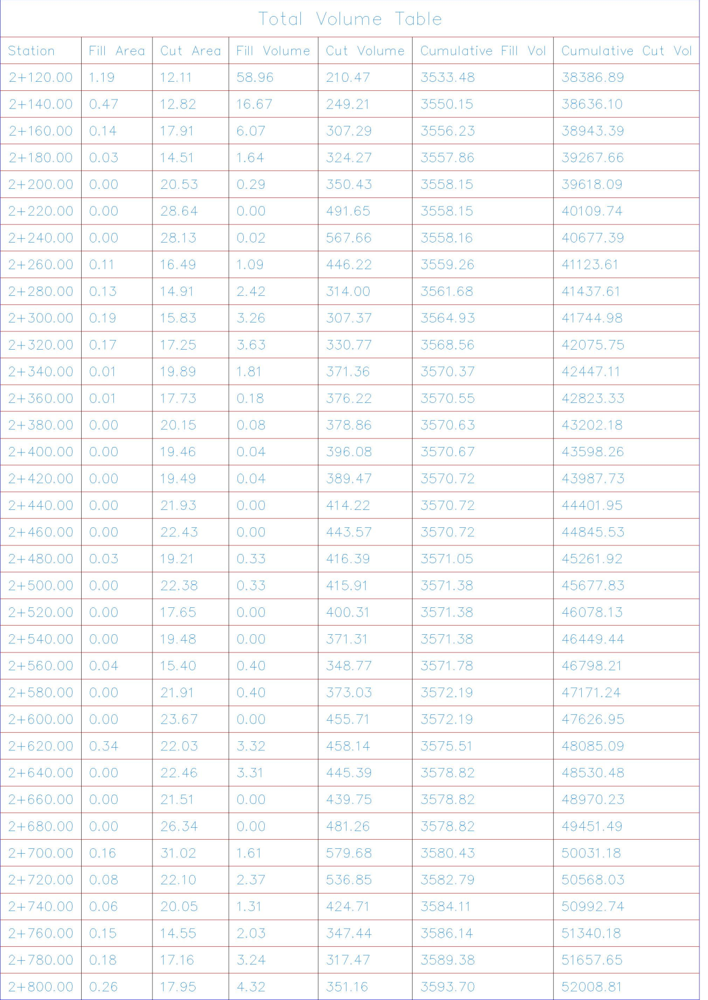 Total Volume Table
Station Fill Area Cut Area Fill Volume Cut Volume Cumulative Fill Vol Cumulative Cut Vol
2+120.00 1.19 12.11 58.96 210.47 3533.48 38386.89
2+140.00 0.47 12.82 16.67 249.21 3550.15 38636.10
2+160.00 0.14 17.91 6.07 307.29 3556.23 38943.39
2+180.00 0.03 14.51 1.64 324.27 3557.86 39267.66
2+200.00 0.00 20.53 0.29 350.43 3558.15 39618.09
2+220.00 0.00 28.64 0.00 491.65 3558.15 40109.74
2+240.00 0.00 28.13 0.02 567.66 3558.16 40677.39
2+260.00 0.11 16.49 1.09 446.22 3559.26 41123.61
2+280.00 0.13 14.91 2.42 314.00 3561.68 41437.61
2+300.00 0.19 15.83 3.26 307.37 3564.93 41744.98
2+320.00 0.17 17.25 3.63 330.77 3568.56 42075.75
2+340.00 0.01 19.89 1.81 371.36 3570.37 42447.11
2+360.00 0.01 17.73 0.18 376.22 3570.55 42823.33
2+380.00 0.00 20.15 0.08 378.86 3570.63 43202.18
2+400.00 0.00 19.46 0.04 396.08 3570.67 43598.26
2+420.00 0.00 19.49 0.04 389.47 3570.72 43987.73
2+440.00 0.00 21.93 0.00 414.22 3570.72 44401.95
2+460.00 0.00 22.43 0.00 443.57 3570.72 44845.53
2+480.00 0.03 19.21 0.33 416.39 3571.05 45261.92
2+500.00 0.00 22.38 0.33 415.91 3571.38 45677.83
2+520.00 0.00 17.65 0.00 400.31 3571.38 46078.13
2+540.00 0.00 19.48 0.00 371.31 3571.38 46449.44
2+560.00 0.04 15.40 0.40 348.77 3571.78 46798.21
2+580.00 0.00 21.91 0.40 373.03 3572.19 47171.24
2+600.00 0.00 23.67 0.00 455.71 3572.19 47626.95
2+620.00 0.34 22.03 3.32 458.14 3575.51 48085.09
2+640.00 0.00 22.46 3.31 445.39 3578.82 48530.48
2+660.00 0.00 21.51 0.00 439.75 3578.82 48970.23
2+680.00 0.00 26.34 0.00 481.26 3578.82 49451.49
2+700.00 0.16 31.02 1.61 579.68 3580.43 50031.18
2+720.00 0.08 22.10 2.37 536.85 3582.79 50568.03
2+740.00 0.06 20.05 1.31 424.71 3584.11 50992.74
2+760.00 0.15 14.55 2.03 347.44 3586.14 51340.18
2+780.00 0.18 17.16 3.24 317.47 3589.38 51657.65
2+800.00 0.26 17.95 4.32 351.16 3593.70 52008.81